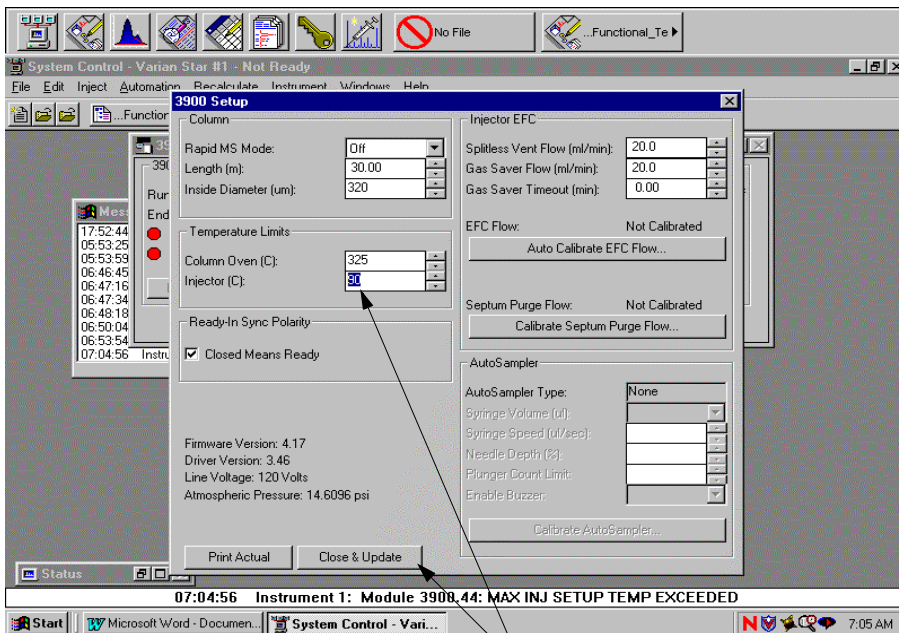 No File
...Functional_Te
System Control - Varian Star #1 - Not Ready
File Edit Inject Automation Recalculate Instrument Windows Help
...Function
3900 Setup
Column
Rapid MS Mode: Off
Length (m): 30.00
Inside Diameter (um): 320
Temperature Limits
Column Oven (C): 325
Injector (C): 80
Ready-In Sync Polarity
Closed Means Ready
Firmware Version: 4.17
Driver Version: 3.46
Line Voltage: 120 Volts
Atmospheric Pressure: 14.6096 psi
Print Actual
Close & Update
Injector EFC
Splitless Vent Flow (ml/min): 20.0
Gas Saver Flow (ml/min): 20.0
Gas Saver Timeout (min): 0.00
EFC Flow: Not Calibrated
Auto Calibrate EFC Flow...
Septum Purge Flow: Not Calibrated
Calibrate Septum Purge Flow...
AutoSampler
AutoSampler Type: None
Syringe Volume (ul):
Syringe Speed (ul/sec):
Needle Depth (%):
Plunger Count Limit:
Enable Buzzer:
Calibrate AutoSampler...
39
390
Run
End
Mess
17:52:44
05:53:25
05:53:59
06:46:45
06:47:16
06:47:34
06:48:18
06:50:04
06:53:54
07:04:56 Instru
Status
07:04:56 Instrument 1: Module 3900.44: MAX INJ SETUP TEMP EXCEEDED
Start
Microsoft Word - Documen...
System Control - Vari...
7:05 AM